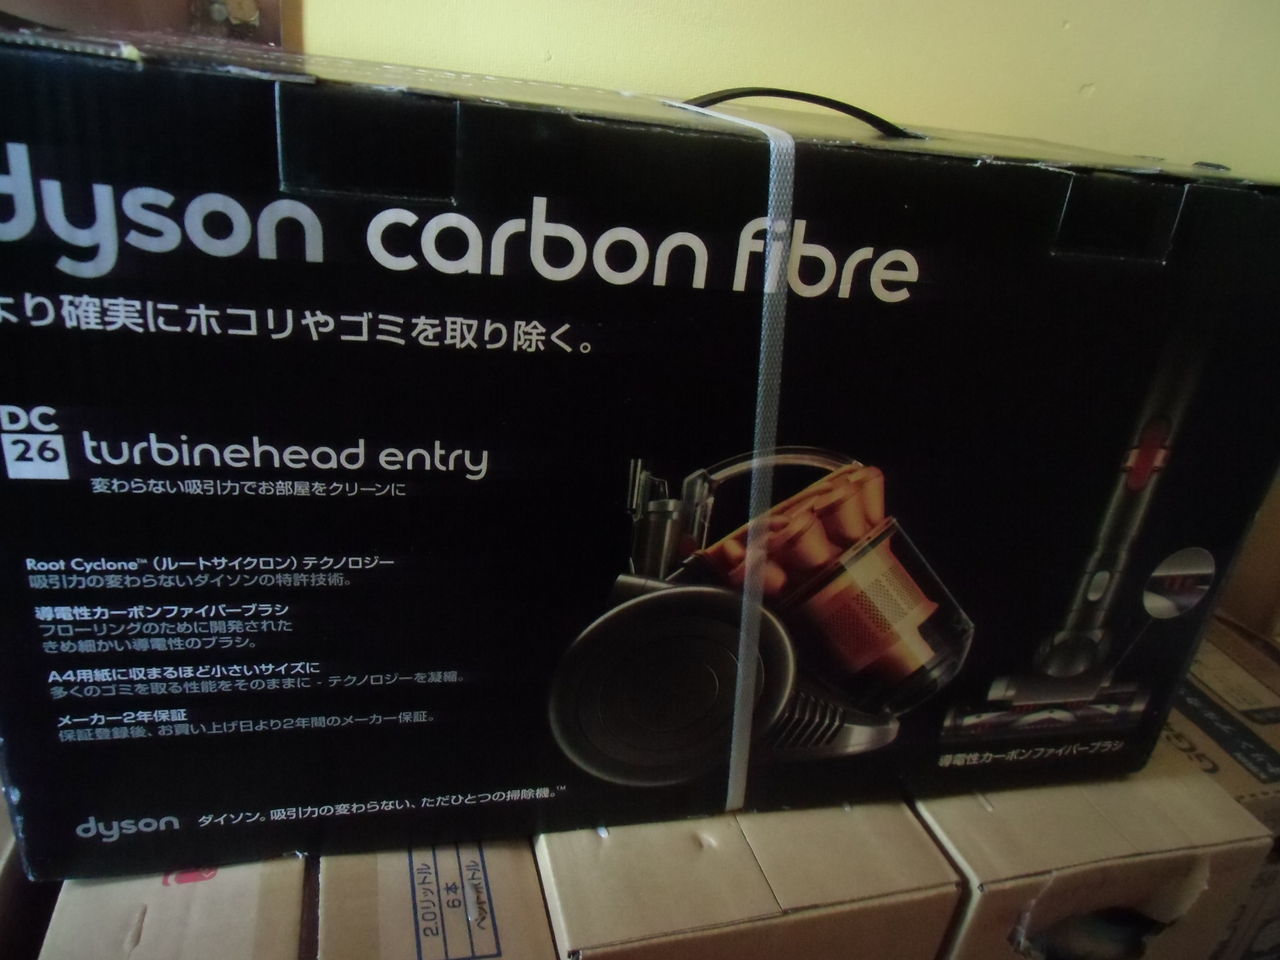 dyson carbon fibre
より確実にホコリやゴミを取り除く。
DC
26
turbinehead entry
変わらない吸引力でお部屋をクリーンに
Root Cyclone™（ルートサイクロン）テクノロジー
吸引力の変わらないダイソンの特許技術。
導電性カーボンファイバーブラシ
フローリングのために開発された
きめ細かい導電性のブラシ。
A4用紙に収まるほど小さいサイズに
多くのゴミを取る性能をそのままに - テクノロジーを凝縮。
メーカー2年保証
保証登録後、お買い上げ日より2年間のメーカー保証。
導電性カーボンファイバーブラシ
dyson ダイソン。吸引力の変わらない、ただひとつの掃除機。™
2.0リットル
6本
ペットボトル